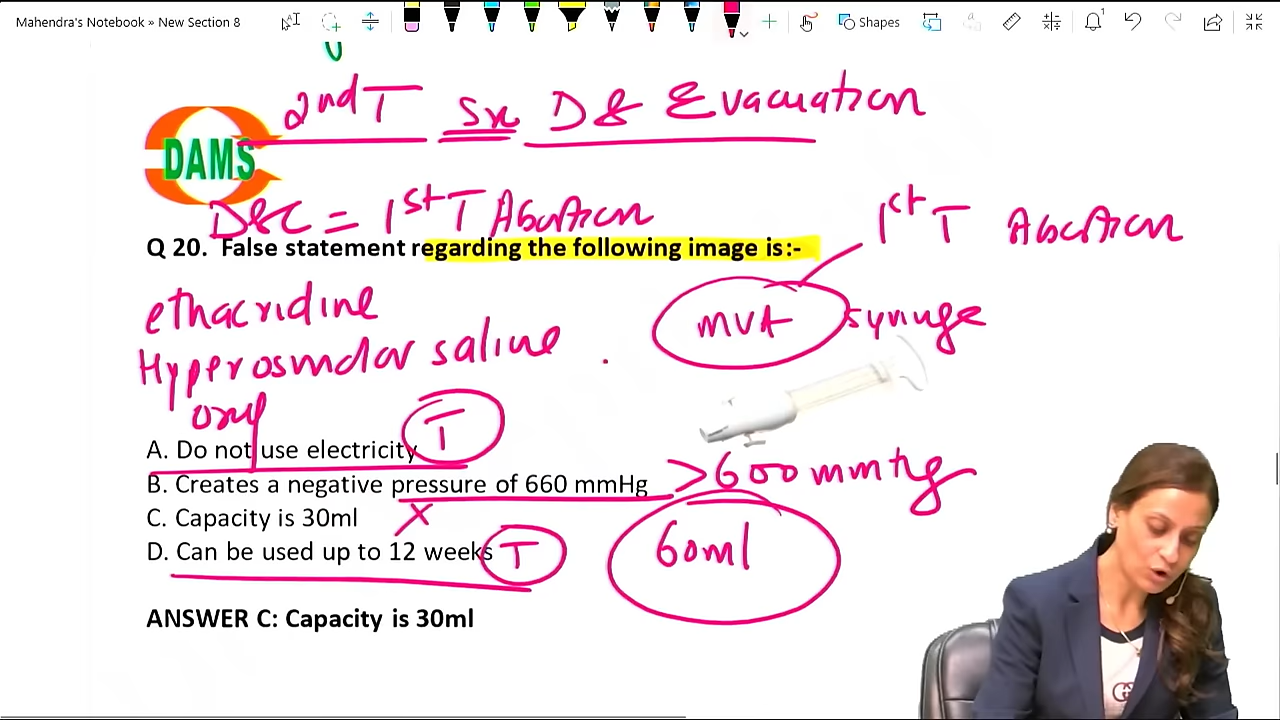 Mahendra's Notebook » New Section 8
Shapes
2nd T Sx D & Evacuation
DAMS
D&C = 1st T Abortion
1st T Abortion
Q 20. False statement regarding the following image is:-
ethacridine
MVA syringe
Hyperosmolar saline
oxy
T
A. Do not use electricity
>600 mmHg
B. Creates a negative pressure of 660 mmHg
C. Capacity is 30ml X
60ml
D. Can be used up to 12 weeks T
ANSWER C: Capacity is 30ml